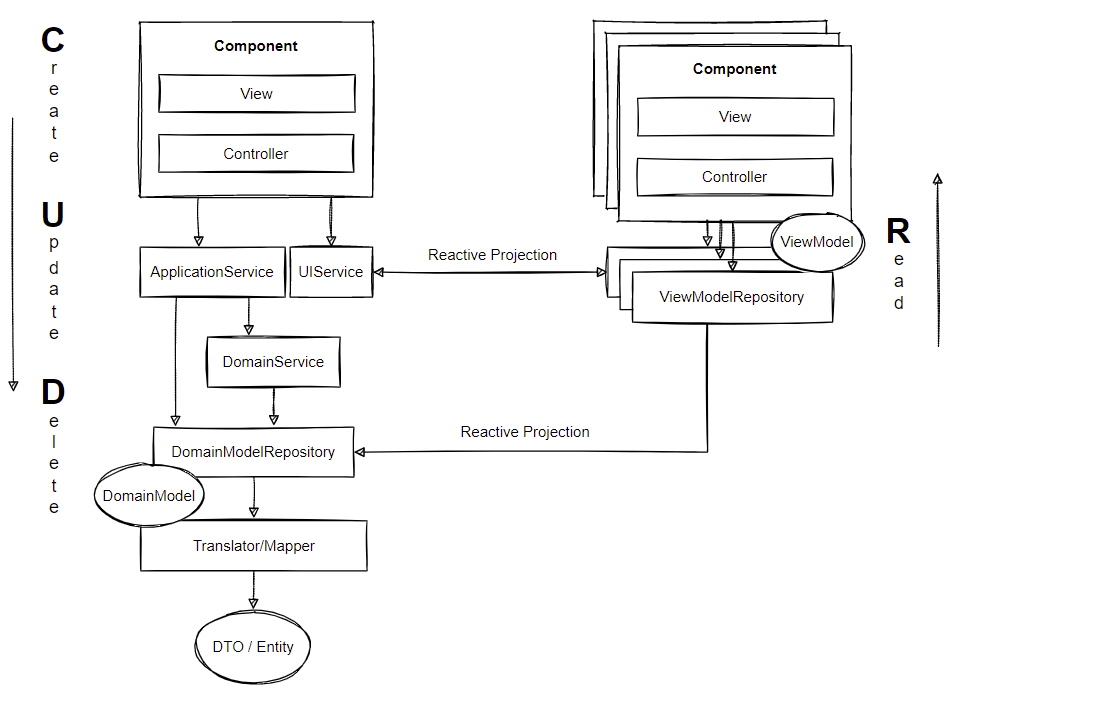 Create
Update
Delete
Component
View
Controller
ApplicationService
UIService
DomainService
DomainModelRepository
DomainModel
Translator/Mapper
DTO / Entity
Reactive Projection
Reactive Projection
Component
View
Controller
ViewModel
ViewModelRepository
Read